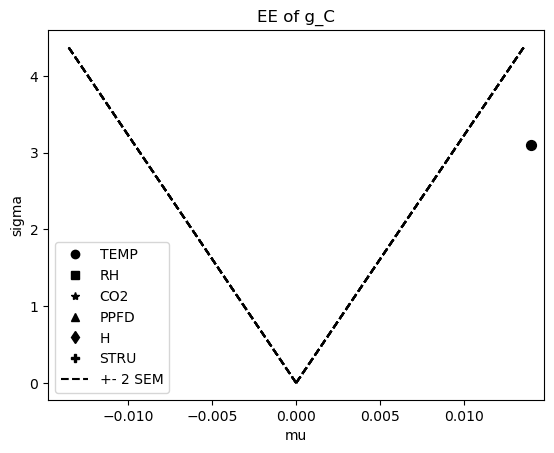 EE of g_C
sigma
4
3
2
1
0
TEMP
RH
CO2
PPFD
H
STRU
+- 2 SEM
−0.010
−0.005
0.000
0.005
0.010
mu